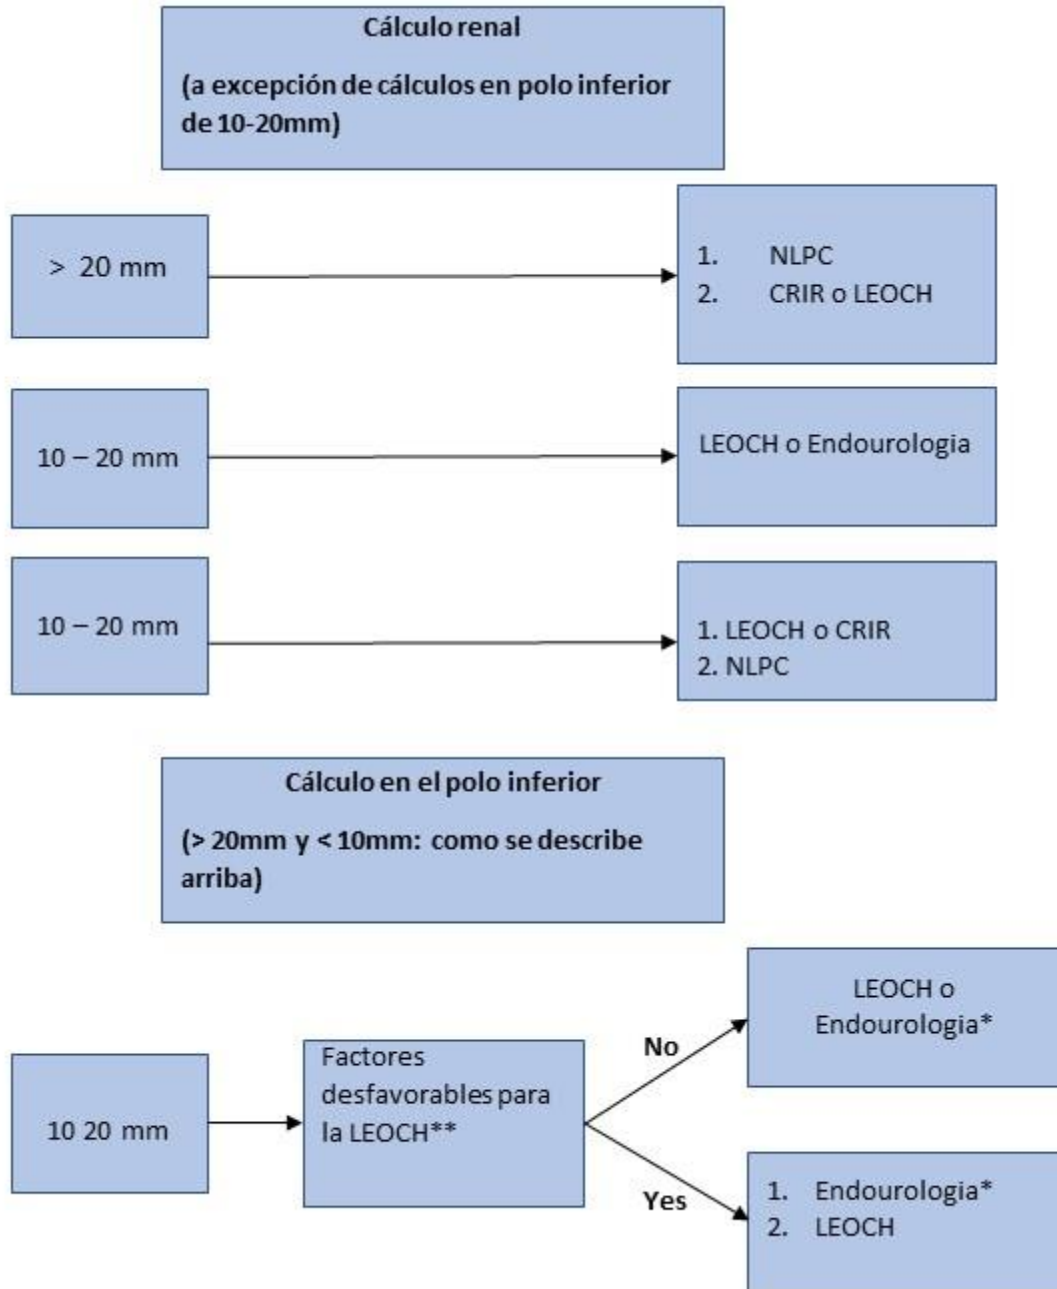 Cálculo renal
(a excepción de cálculos en polo inferior
de 10-20mm)
> 20 mm
1. NLPC
2. CRIR o LEOCH
10 – 20 mm
LEOCH o Endourologia
10 – 20 mm
1. LEOCH o CRIR
2. NLPC
Cálculo en el polo inferior
(> 20mm y < 10mm: como se describe
arriba)
10 20 mm
Factores
desfavorables para
la LEOCH**
No
LEOCH o
Endourologia*
Yes
1. Endourologia*
2. LEOCH